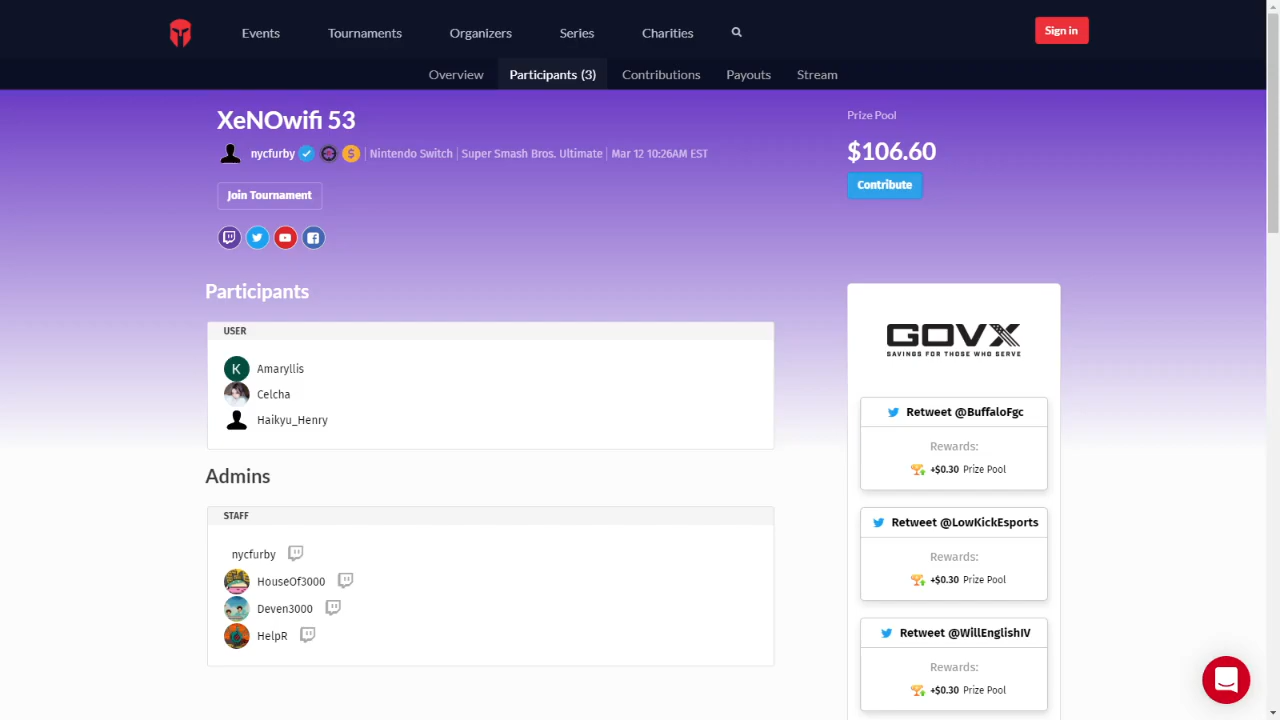 Events Tournaments Organizers Series Charities Sign in
Overview Participants (3) Contributions Payouts Stream
XeNOwifi 53
nycfurby $ Nintendo Switch Super Smash Bros. Ultimate Mar 12 10:26AM EST
Join Tournament
Prize Pool
$106.60
Contribute
Participants
USER
K Amaryllis
Celcha
Haikyu_Henry
Admins
STAFF
nycfurby
HouseOf3000
Deven3000
HelpR
GOVX
SAVINGS FOR THOSE WHO SERVE
Retweet @BuffaloFgc
Rewards:
+$0.30 Prize Pool
Retweet @LowKickEsports
Rewards:
+$0.30 Prize Pool
Retweet @WillEnglishIV
Rewards:
+$0.30 Prize Pool